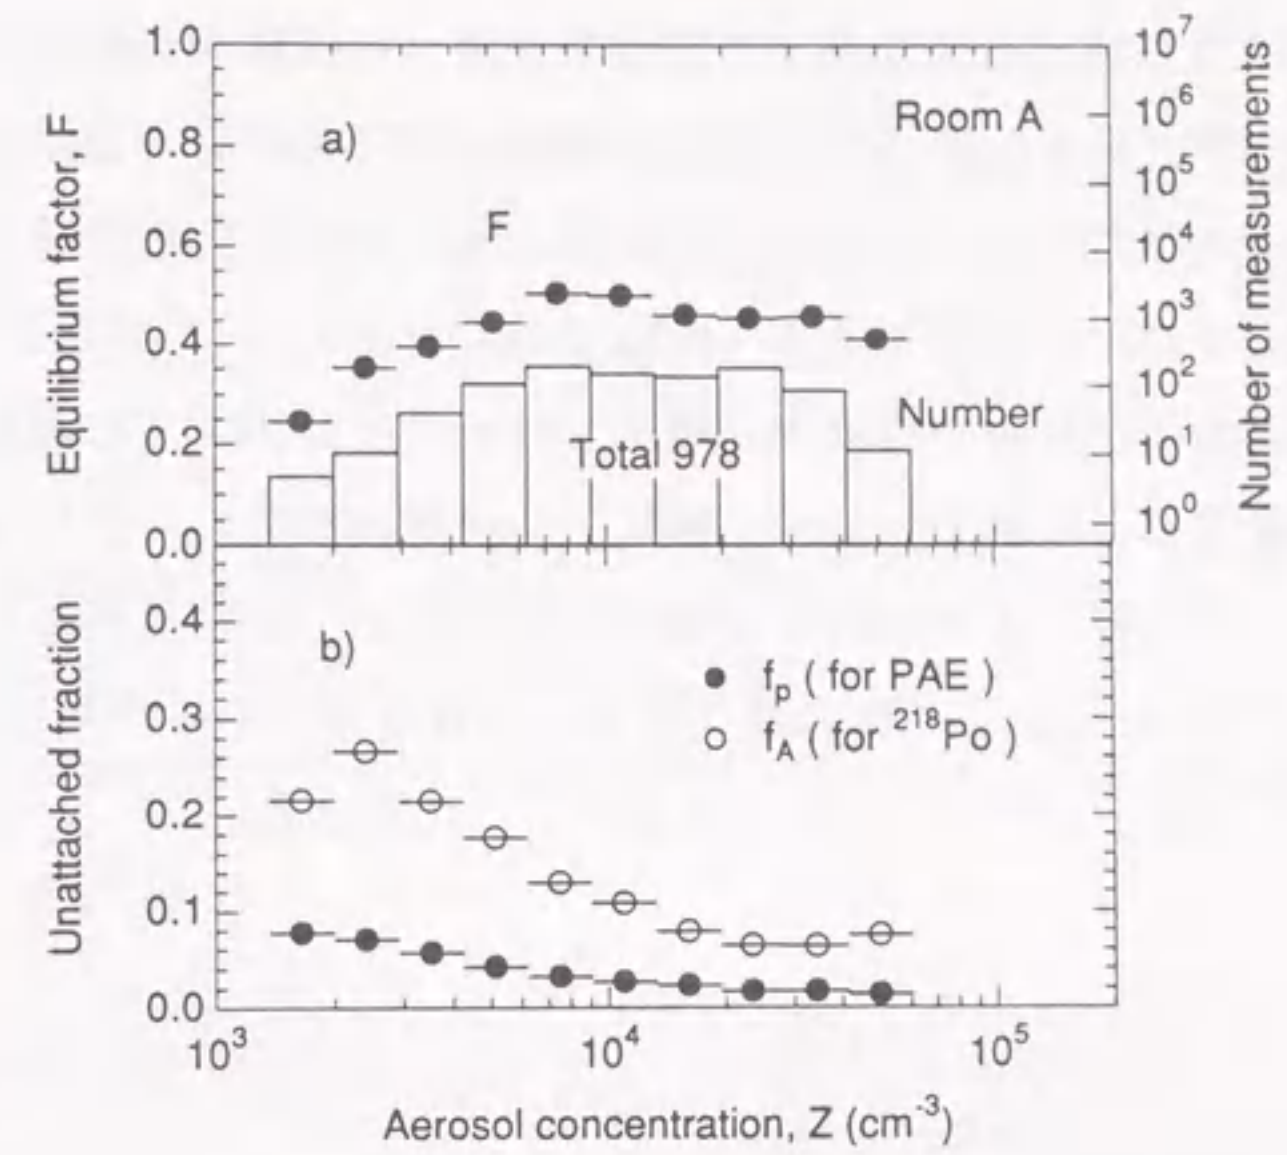 1.0
0.8
0.6
0.4
0.2
0.0
Equilibrium factor, F
a)
Room A
F
Number
Total 978
10^7
10^6
10^5
10^4
10^3
10^2
10^1
10^0
Number of measurements
0.4
0.3
0.2
0.1
0.0
Unattached fraction
b)
f_p ( for PAE )
f_A ( for ^218Po )
10^3 10^4 10^5
Aerosol concentration, Z (cm^-3)